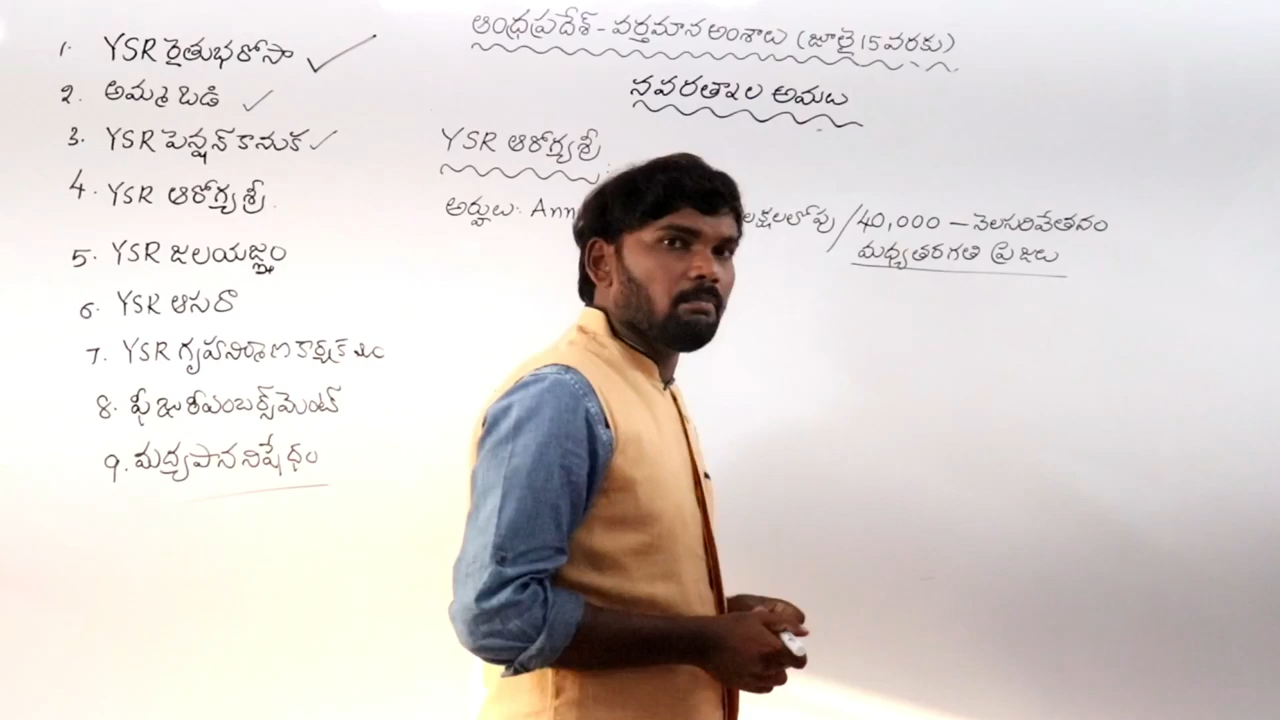 ఆంధ్రప్రదేశ్ - వర్తమాన అంశాలు (జూలై 15 వరకు)
నవరత్నాల అమలు
1. YSR రైతుభరోసా
2. అమ్మ ఒడి
3. YSR పెన్షన్ కానుక
4. YSR ఆరోగ్యశ్రీ
5. YSR జలయజ్ఞం
6. YSR ఆసరా
7. YSR గృహనిర్మాణ
8. ఫీజు రీఎంబర్స్‌మెంట్
9. మద్యపాన నిషేధం
YSR ఆరోగ్యశ్రీ
అర్హులు: Ann లక్షలలోపు / 40,000 - నెలసరివేతనం
మధ్యతరగతి ప్రజలు